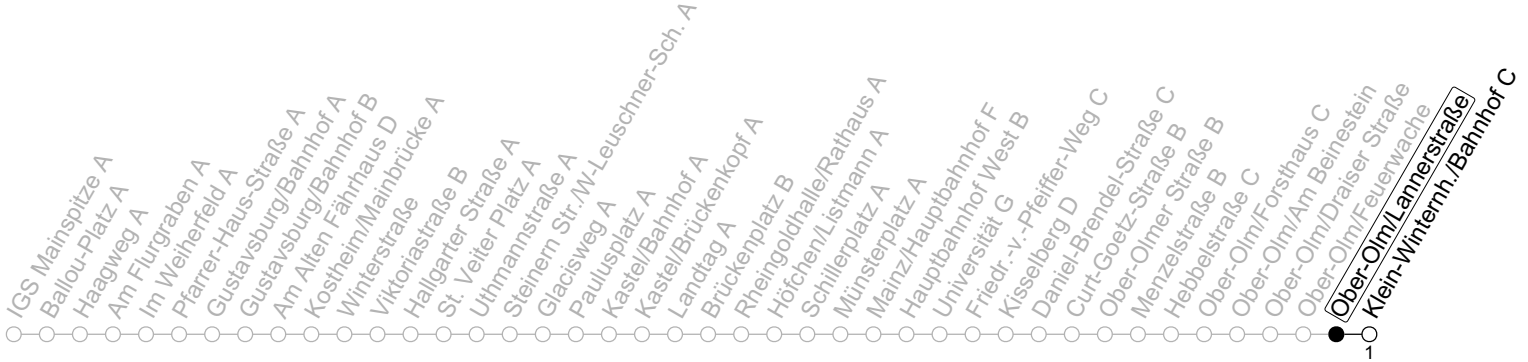 IGS Mainspitze A
Ballou-Platz A
Haagweg A
Am Flurgraben A
Im Weiherfeld A
Pfarrer-Haus-Straße A
Gustavsburg/Bahnhof A
Gustavsburg/Bahnhof B
Am Alten Fährhaus D
Kostheim/Mainbrücke A
Winterstraße
Viktoriastraße B
Hallgarter Straße A
St. Veiter Platz A
Uthmannstraße A
Steinern Str./W-Leuschner-Sch. A
Glacisweg A
Paulusplatz A
Kastel/Bahnhof A
Kastel/Brückenkopf A
Landtag A
Brückenplatz B
Rheingoldhalle/Rathaus A
Höfchen/Listmann A
Schillerplatz A
Münsterplatz A
Mainz/Hauptbahnhof F
Hauptbahnhof West B
Universität G
Friedr.-v.-Pfeiffer-Weg C
Kisselberg D
Daniel-Brendel-Straße C
Curt-Goetz-Straße B
Ober-Olmer Straße B
Menzelstraße B
Hebbelstraße C
Ober-Olm/Forsthaus C
Ober-Olm/Am Beinestein
Ober-Olm/Draiser Straße
Ober-Olm/Feuerwache
Ober-Olm/Lannerstraße
Klein-Winternh./Bahnhof C
1